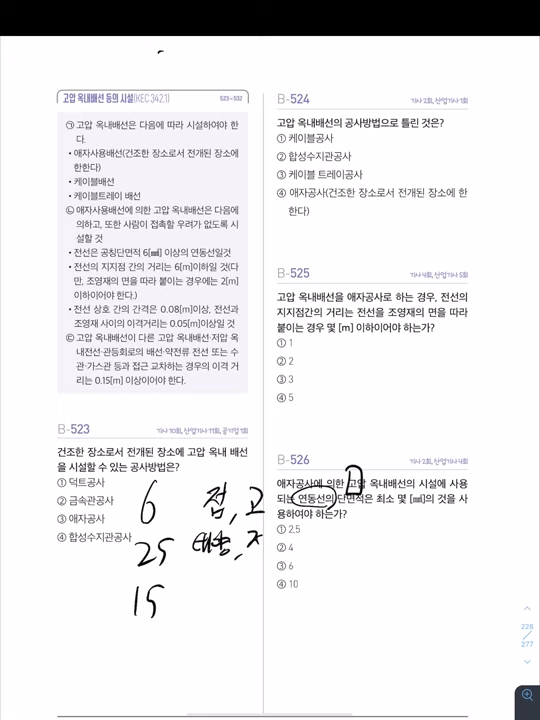 고압 옥내배선 등의 시설(KEC 342.1) 523~532
㉠ 고압 옥내배선은 다음에 따라 시설하여야 한
다.
• 애자사용배선(건조한 장소로서 전개된 장소에
한한다)
• 케이블배선
• 케이블트레이 배선
㉡ 애자사용배선에 의한 고압 옥내배선은 다음에
의하고, 또한 사람이 접촉할 우려가 없도록 시
설할 것
• 전선은 공칭단면적 6[㎟] 이상의 연동선일것
• 전선의 지지점 간의 거리는 6[m]이하일 것(다
만, 조영재의 면을 따라 붙이는 경우에는 2[m]
이하이어야 한다.)
• 전선 상호 간의 간격은 0.08[m]이상, 전선과
조영재 사이의 이격거리는 0.05[m]이상일 것
㉢ 고압 옥내배선이 다른 고압 옥내배선·저압 옥
내전선·관등회로의 배선·약전류 전선 또는 수
관·가스관 등과 접근 교차하는 경우의 이격 거
리는 0.15[m] 이상이어야 한다.
B-523 기사 10회, 산업기사 11회, 공기업 1회
건조한 장소로서 전개된 장소에 고압 옥내 배선
을 시설할 수 있는 공사방법은?
① 덕트공사
② 금속관공사
③ 애자공사
④ 합성수지관공사
6 점, 고
25
15
B-524 기사 2회, 산업기사 1회
고압 옥내배선의 공사방법으로 틀린 것은?
① 케이블공사
② 합성수지관공사
③ 케이블 트레이공사
④ 애자공사(건조한 장소로서 전개된 장소에 한
한다)
B-525 기사 4회, 산업기사 5회
고압 옥내배선을 애자공사로 하는 경우, 전선의
지지점간의 거리는 전선을 조영재의 면을 따라
붙이는 경우 몇 [m] 이하이어야 하는가?
① 1
② 2
③ 3
④ 5
B-526 기사 2회, 산업기사 4회
애자공사에 의한 고압 옥내배선의 시설에 사용
되는 연동선의 단면적은 최소 몇 [㎟]의 것을 사
용하여야 하는가?
① 2.5
② 4
③ 6
④ 10
228
277